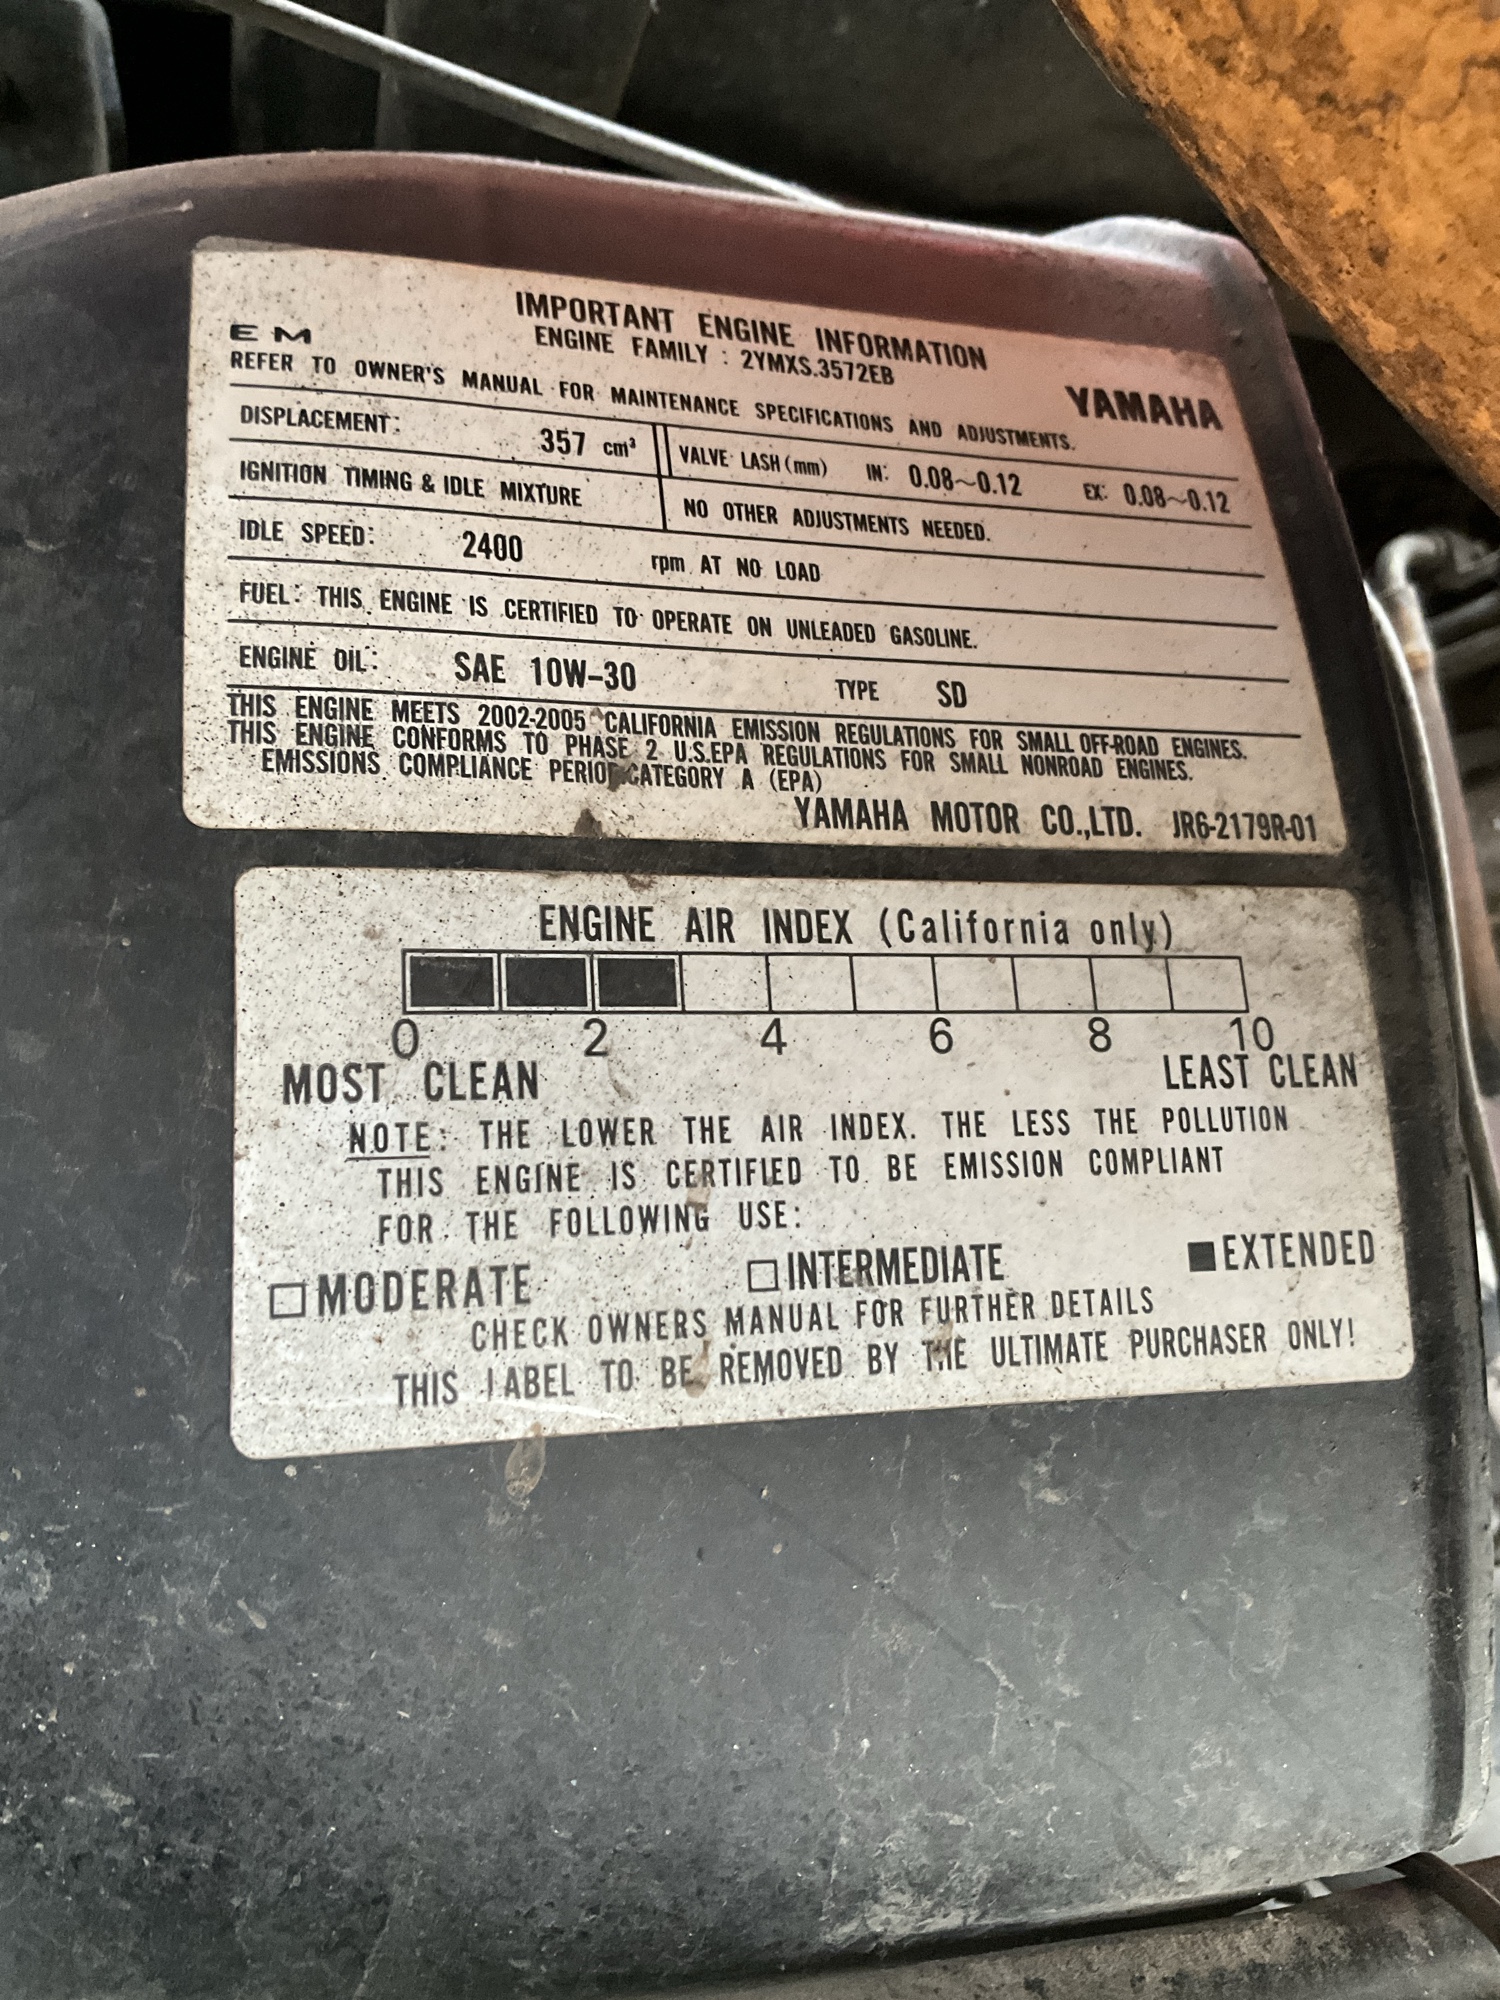 IMPORTANT ENGINE INFORMATION
EM ENGINE FAMILY : 2YMXS.3572EB
YAMAHA
REFER TO OWNER'S MANUAL FOR MAINTENANCE SPECIFICATIONS AND ADJUSTMENTS.
DISPLACEMENT: 357 cm³ VALVE LASH (mm) IN: 0.08~0.12 EX: 0.08~0.12
IGNITION TIMING & IDLE MIXTURE NO OTHER ADJUSTMENTS NEEDED.
IDLE SPEED: 2400 rpm AT NO LOAD
FUEL: THIS ENGINE IS CERTIFIED TO OPERATE ON UNLEADED GASOLINE.
ENGINE OIL: SAE 10W-30 TYPE SD
THIS ENGINE MEETS 2002-2005 CALIFORNIA EMISSION REGULATIONS FOR SMALL OFF-ROAD ENGINES.
THIS ENGINE CONFORMS TO PHASE 2 U.S.EPA REGULATIONS FOR SMALL NONROAD ENGINES.
EMISSIONS COMPLIANCE PERIOD CATEGORY A (EPA)
YAMAHA MOTOR CO.,LTD. JR6-2179R-01
ENGINE AIR INDEX (California only)
0 2 4 6 8 10
MOST CLEAN LEAST CLEAN
NOTE: THE LOWER THE AIR INDEX. THE LESS THE POLLUTION
THIS ENGINE IS CERTIFIED TO BE EMISSION COMPLIANT
FOR THE FOLLOWING USE:
□MODERATE □INTERMEDIATE ■EXTENDED
CHECK OWNERS MANUAL FOR FURTHER DETAILS
THIS LABEL TO BE REMOVED BY THE ULTIMATE PURCHASER ONLY!